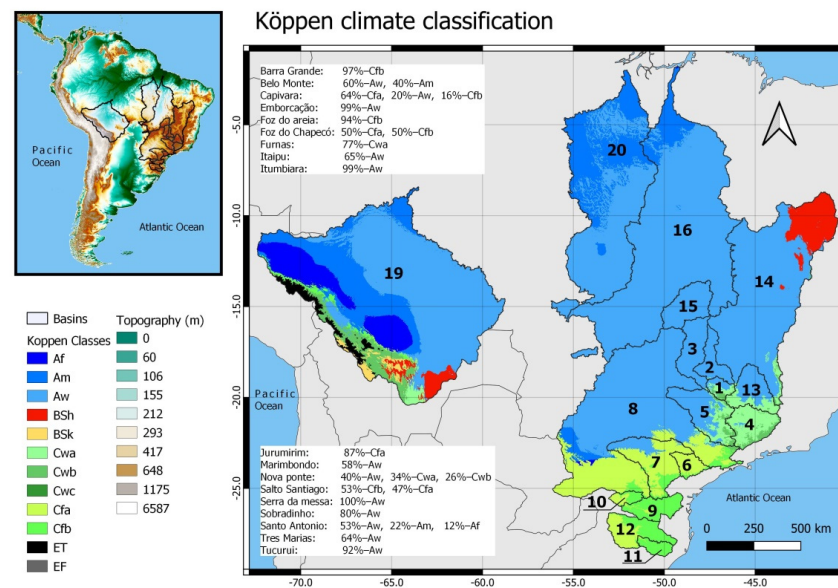 Köppen climate classification
Pacific
Ocean
Atlantic Ocean
Barra Grande: 97%–Cfb
Belo Monte: 60%–Aw, 40%–Am
Capivara: 64%–Cfa, 20%–Aw, 16%–Cfb
Emborcação: 99%–Aw
Foz do areia: 94%–Cfb
Foz do Chapecó: 50%–Cfa, 50%–Cfb
Furnas: 77%–Cwa
Itaipu: 65%–Aw
Itumbiara: 99%–Aw
-5.0
-10.0
-15.0
-20.0
-25.0
20
16
19
14
15
3
2
1
13
8
5
4
7
6
10
9
12
11
Basins
Koppen Classes
Af
Am
Aw
BSh
BSk
Cwa
Cwb
Cwc
Cfa
Cfb
ET
EF
Topography (m)
0
60
106
155
212
293
417
648
1175
6587
Pacific
Ocean
Jurumirim: 87%–Cfa
Marimbondo: 58%–Aw
Nova ponte: 40%–Aw, 34%–Cwa, 26%–Cwb
Salto Santiago: 53%–Cfb, 47%–Cfa
Serra da messa: 100%–Aw
Sobradinho: 80%–Aw
Santo Antonio: 53%–Aw, 22%–Am, 12%–Af
Tres Marias: 64%–Aw
Tucurui: 92%–Aw
Atlantic Ocean
0 250 500 km
-70.0 -65.0 -60.0 -55.0 -50.0 -45.0